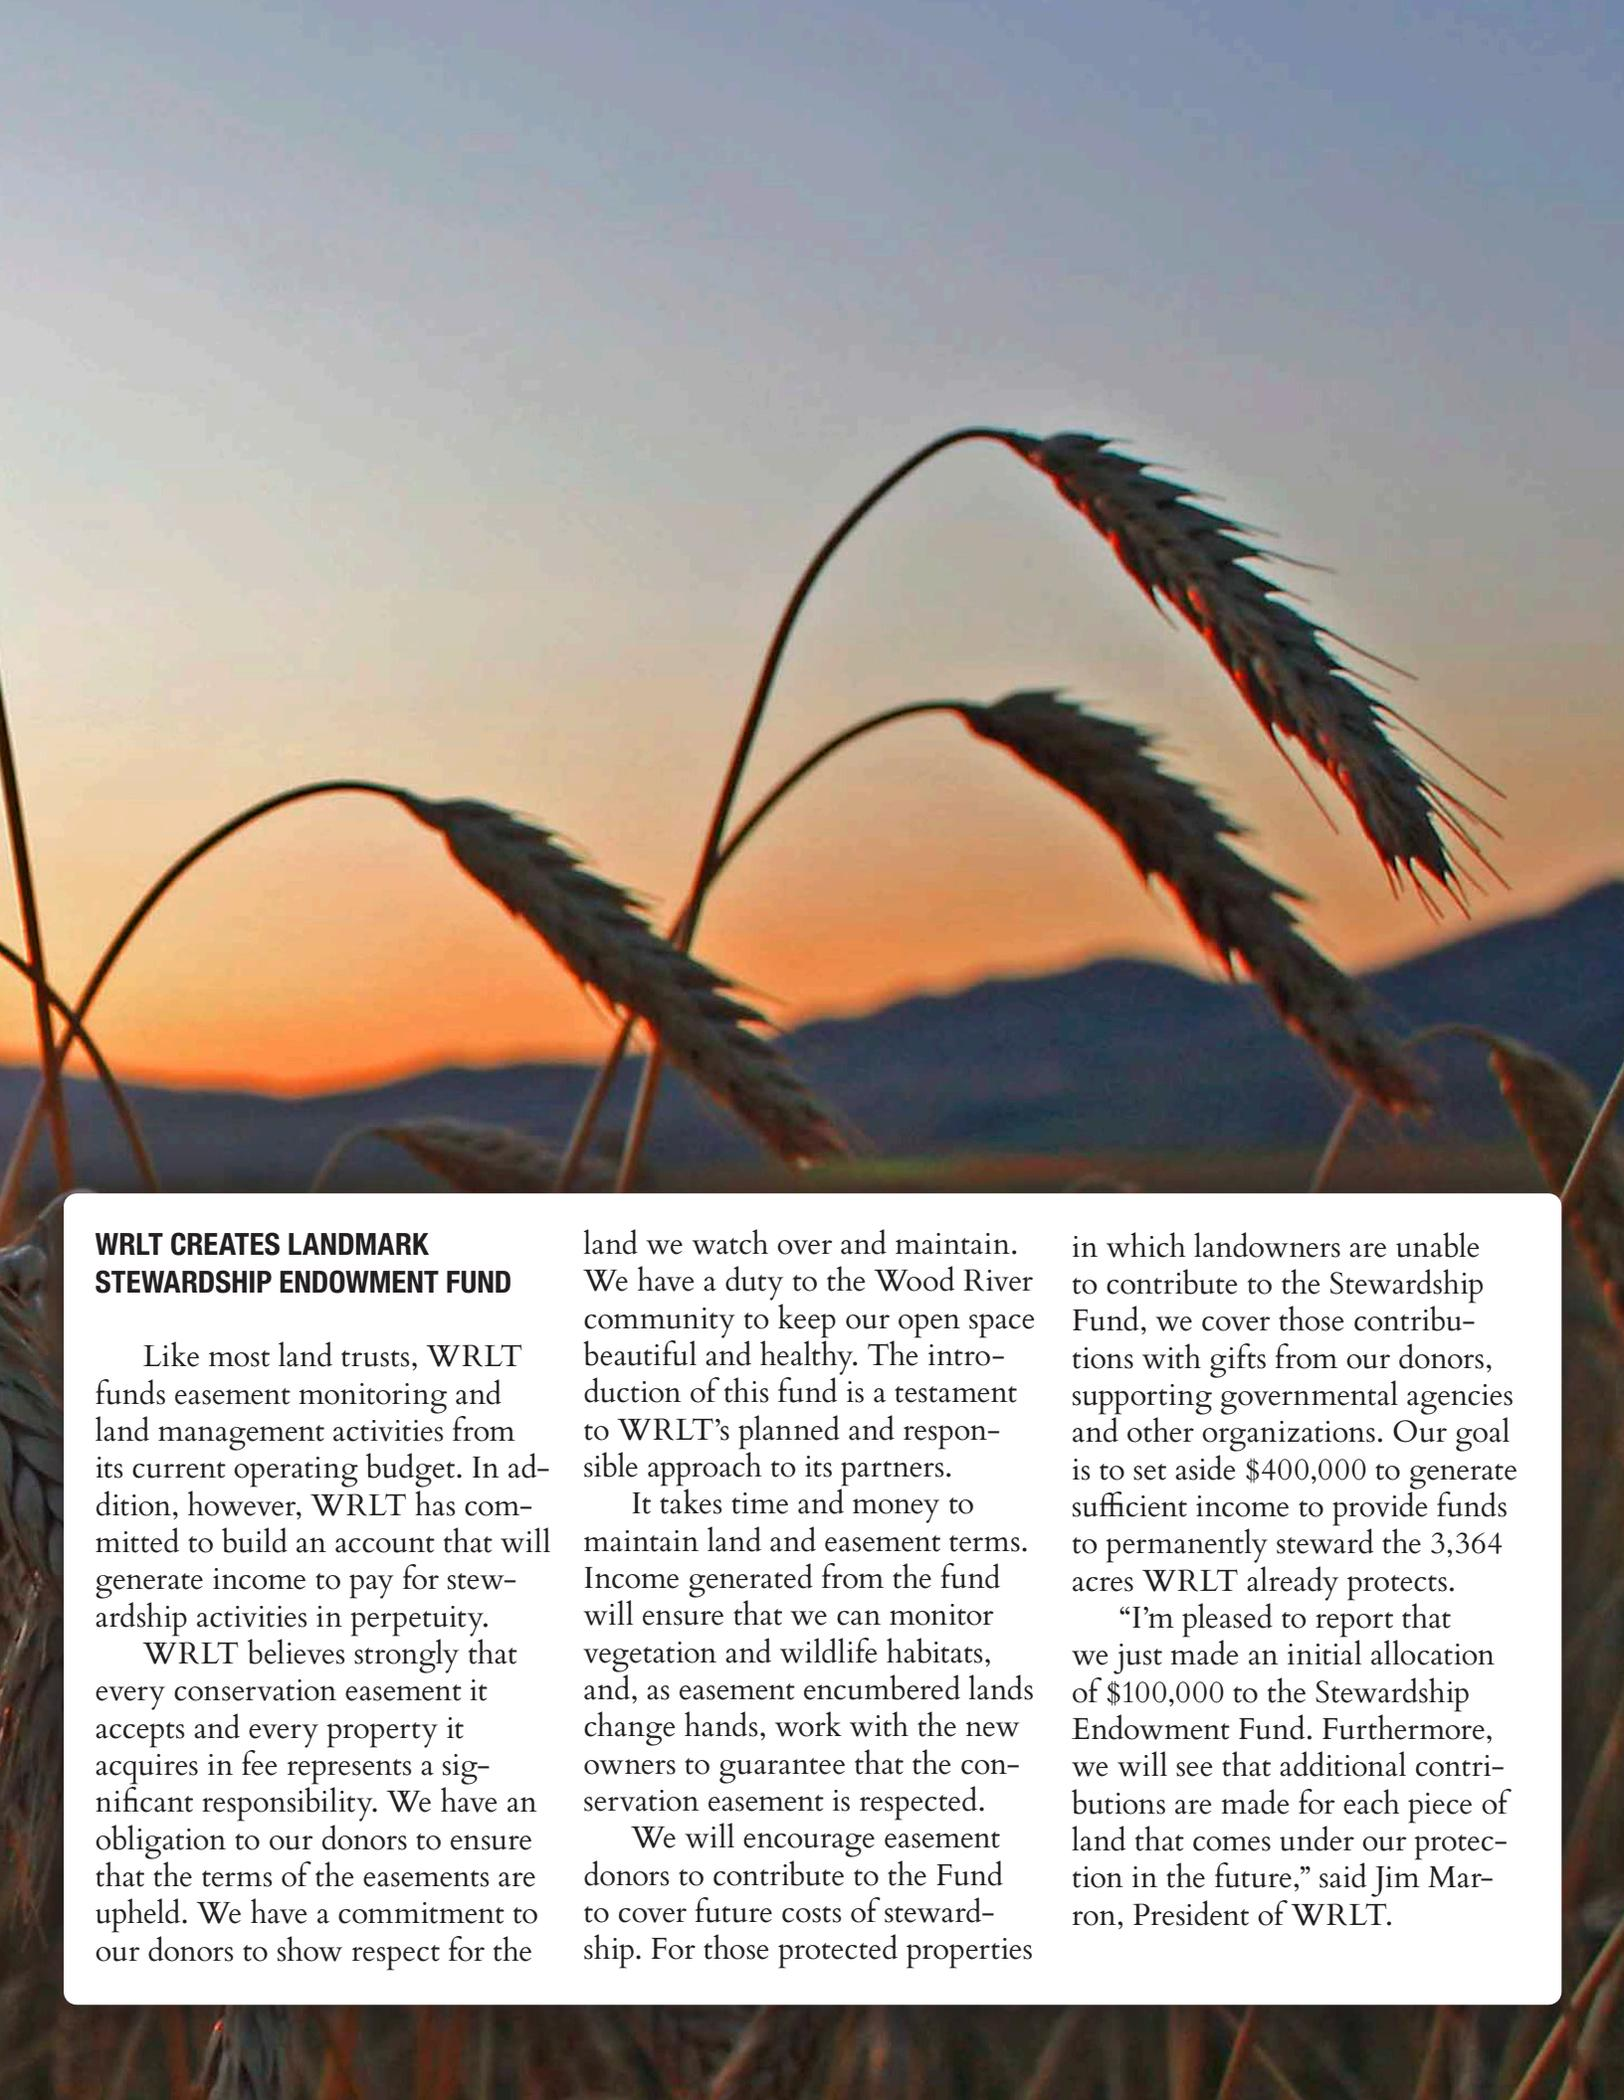 WRLT CREATES LANDMARK
STEWARDSHIP ENDOWMENT FUND
Like most land trusts, WRLT
funds easement monitoring and
land management activities from
its current operating budget. In ad-
dition, however, WRLT has com-
mitted to build an account that will
generate income to pay for stew-
ardship activities in perpetuity.
WRLT believes strongly that
every conservation easement it
accepts and every property it
acquires in fee represents a sig-
nificant responsibility. We have an
obligation to our donors to ensure
that the terms of the easements are
upheld. We have a commitment to
our donors to show respect for the
land we watch over and maintain.
We have a duty to the Wood River
community to keep our open space
beautiful and healthy. The intro-
duction of this fund is a testament
to WRLT’s planned and respon-
sible approach to its partners.
It takes time and money to
maintain land and easement terms.
Income generated from the fund
will ensure that we can monitor
vegetation and wildlife habitats,
and, as easement encumbered lands
change hands, work with the new
owners to guarantee that the con-
servation easement is respected.
We will encourage easement
donors to contribute to the Fund
to cover future costs of steward-
ship. For those protected properties
in which landowners are unable
to contribute to the Stewardship
Fund, we cover those contribu-
tions with gifts from our donors,
supporting governmental agencies
and other organizations. Our goal
is to set aside $400,000 to generate
sufficient income to provide funds
to permanently steward the 3,364
acres WRLT already protects.
“I’m pleased to report that
we just made an initial allocation
of $100,000 to the Stewardship
Endowment Fund. Furthermore,
we will see that additional contri-
butions are made for each piece of
land that comes under our protec-
tion in the future,” said Jim Mar-
ron, President of WRLT.